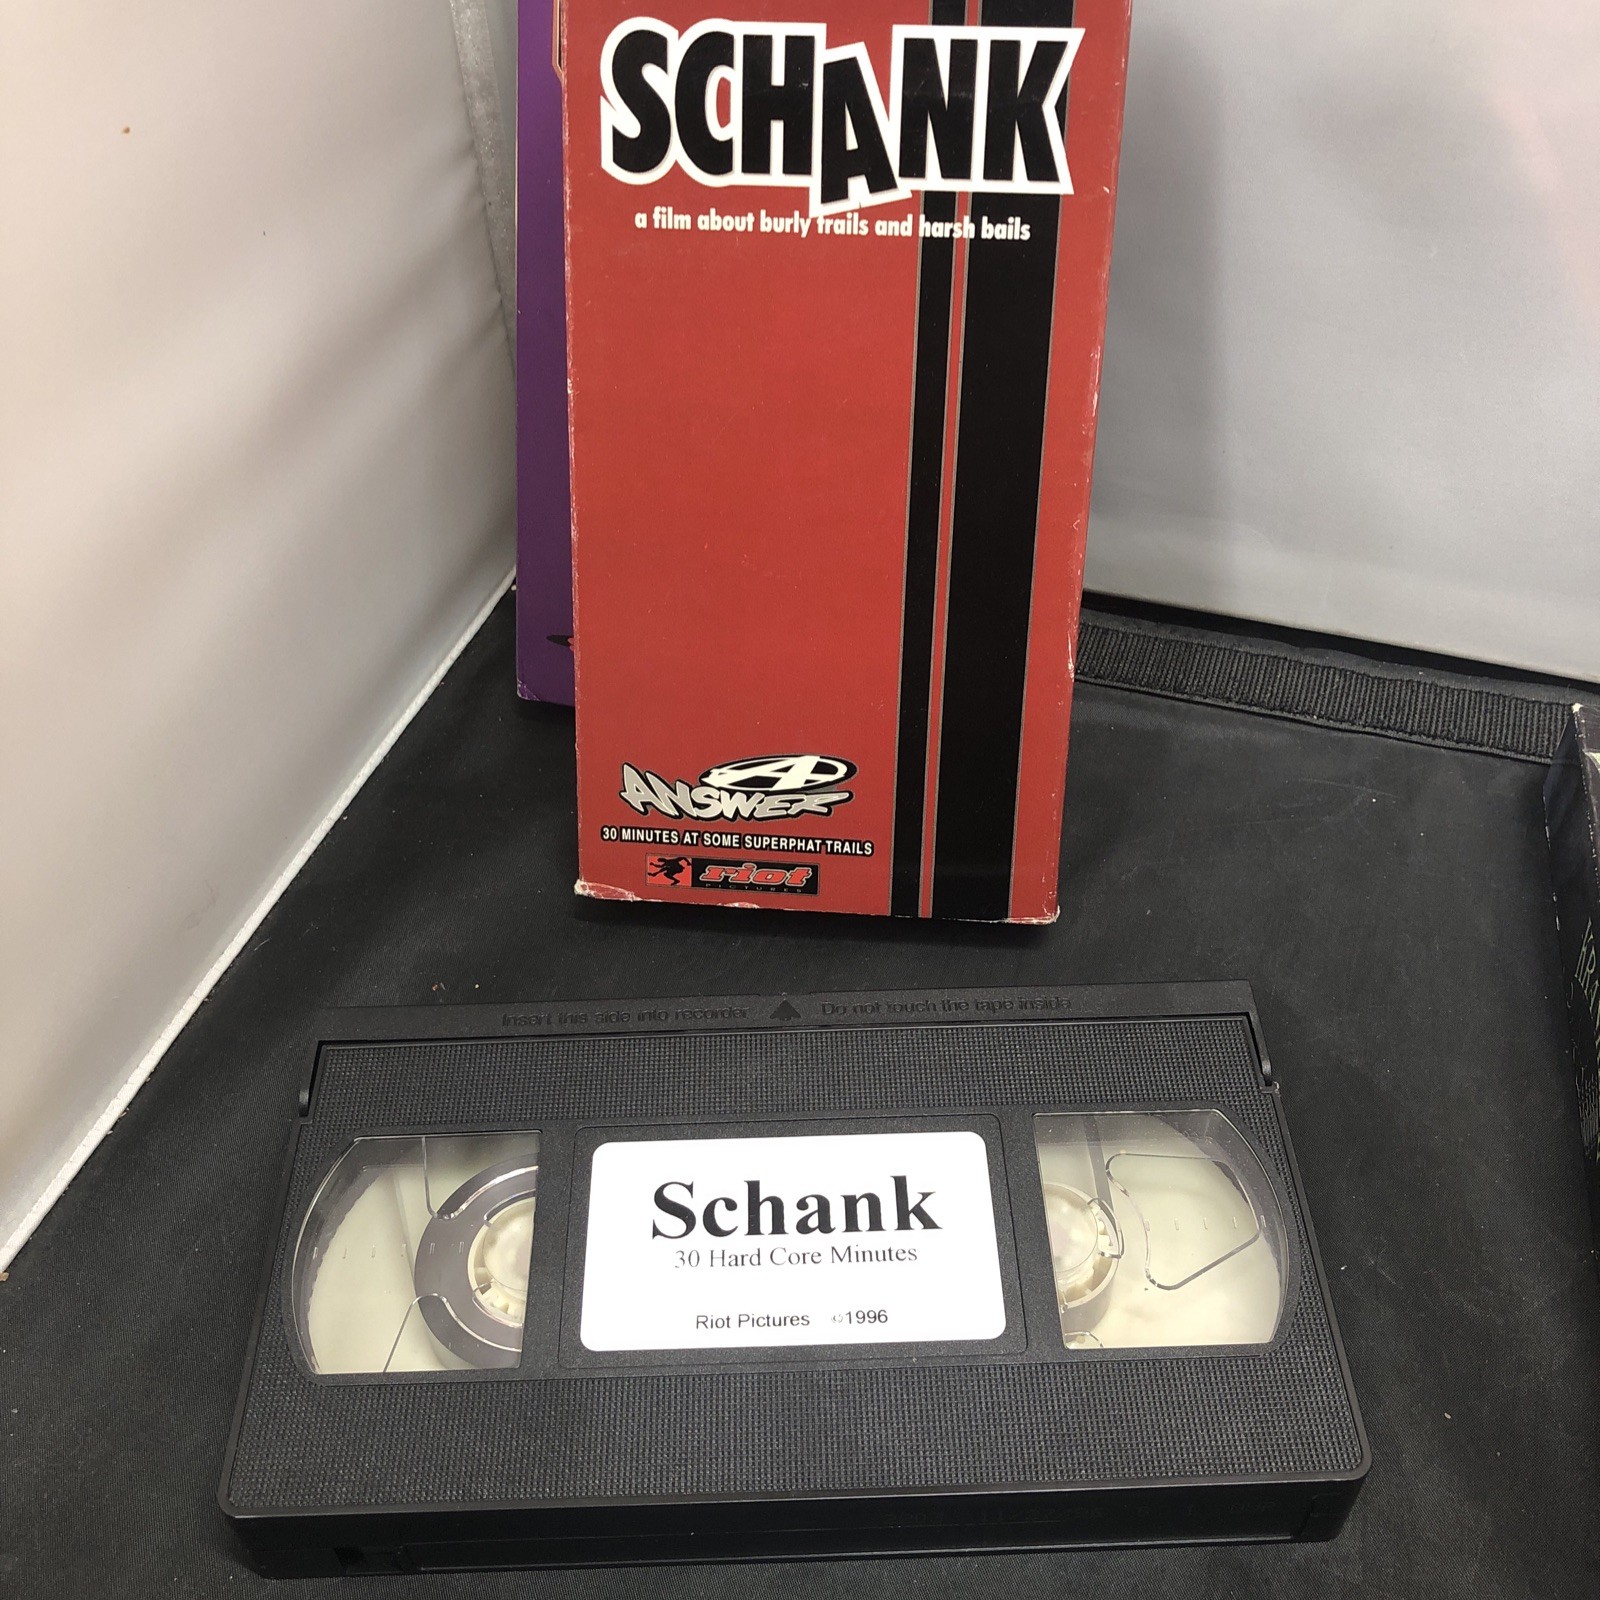 SCHANK
a film about burly trails and harsh bails
A
ANSWER
30 MINUTES AT SOME SUPERPHAT TRAILS
riot
PICTURES
Insert this side into recorder Do not touch the tape inside
Schank
30 Hard Core Minutes
Riot Pictures ©1996